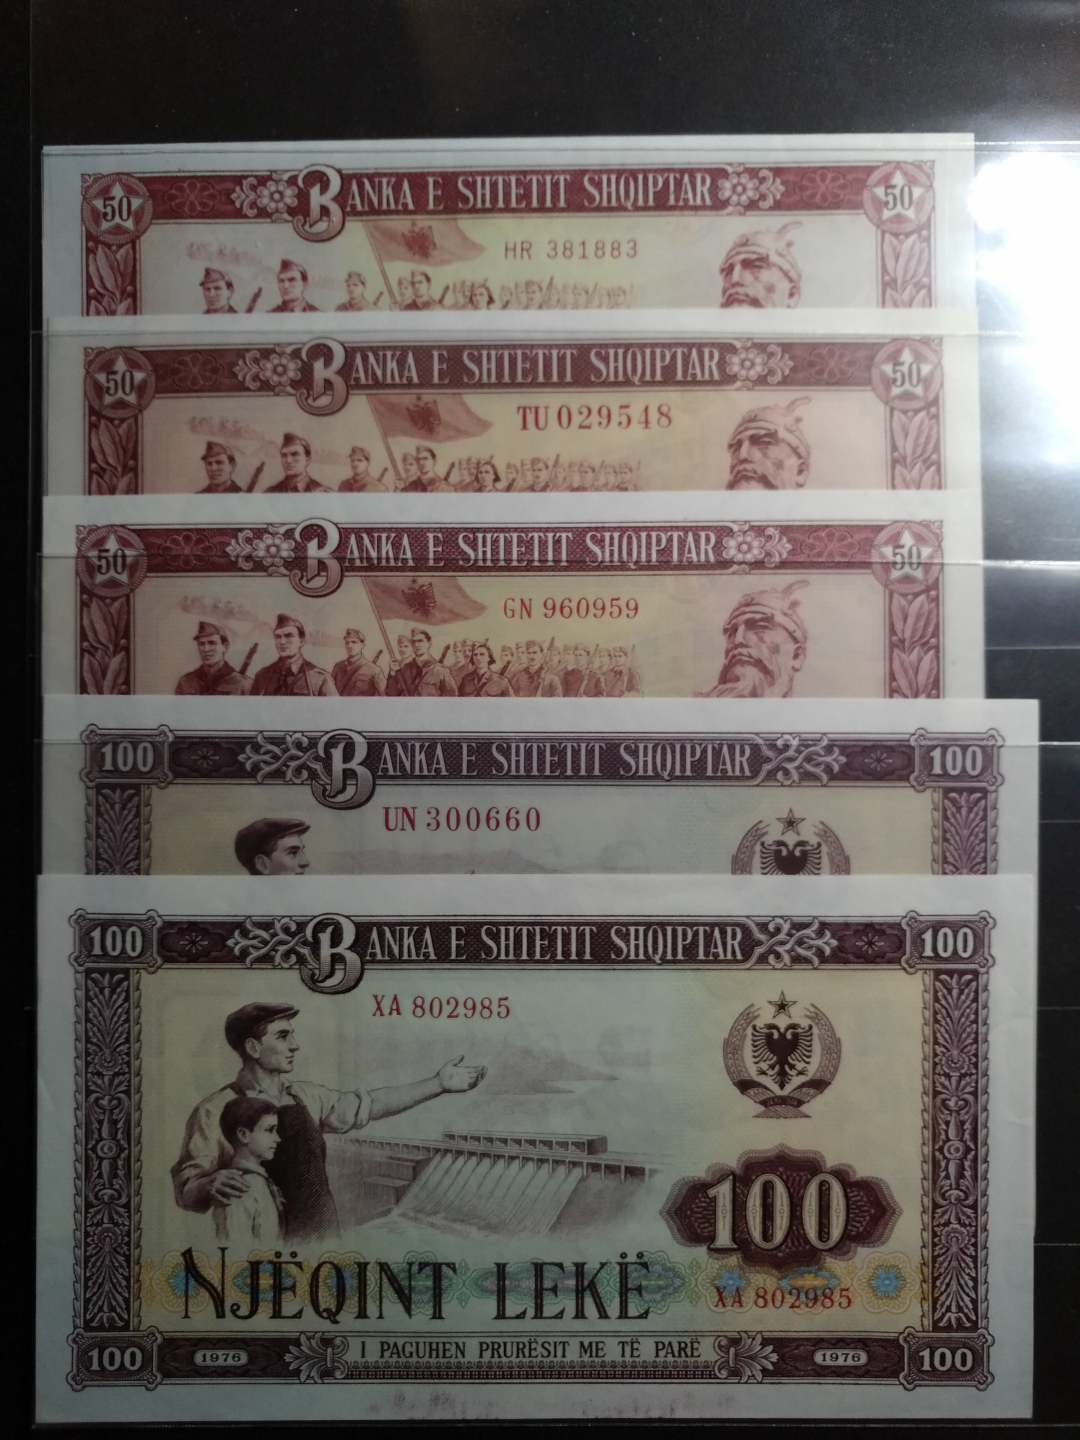 50 BANKA E SHTETIT SHQIPTAR 50
HR 381883
50 BANKA E SHTETIT SHQIPTAR 50
TU 029548
50 BANKA E SHTETIT SHQIPTAR 50
GN 960959
100 BANKA E SHTETIT SHQIPTAR 100
UN 300660
100 BANKA E SHTETIT SHQIPTAR 100
XA 802985
100
NJËQINT LEKË
XA 802985
I PAGUHEN PRURËSIT ME TË PARË
100 1976 1976 100